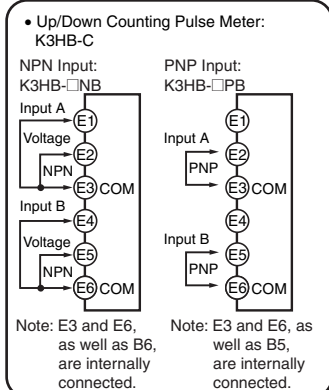 • Up/Down Counting Pulse Meter:
K3HB-C
NPN Input:
K3HB-□NB
Input A
E1
Voltage
E2
NPN
E3 COM
Input B
E4
Voltage
E5
NPN
E6 COM
Note: E3 and E6,
as well as B6,
are internally
connected.
PNP Input:
K3HB-□PB
E1
Input A
E2
PNP
E3 COM
E4
Input B
E5
PNP
E6 COM
Note: E3 and E6, as
well as B5,
are internally
connected.